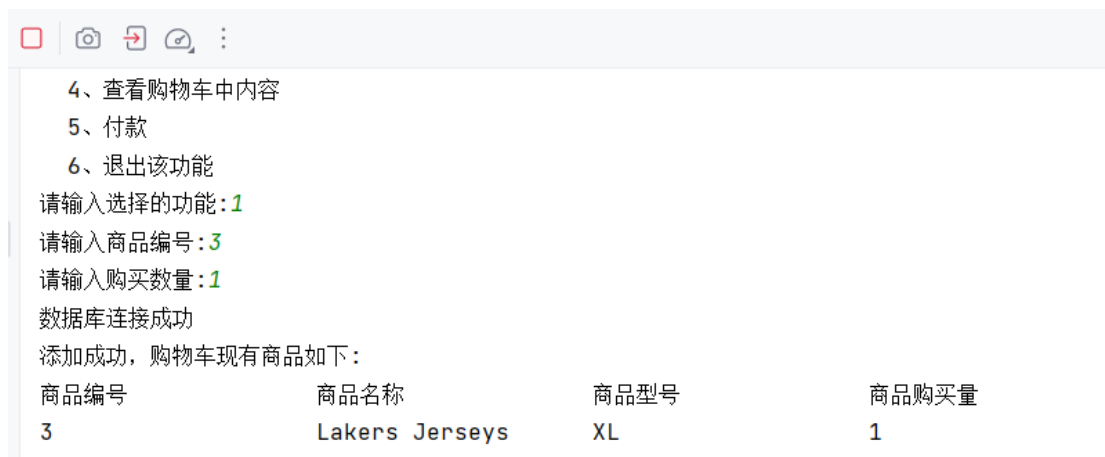 4、查看购物车中内容
5、付款
6、退出该功能
请输入选择的功能:1
请输入商品编号:3
请输入购买数量:1
数据库连接成功
添加成功，购物车现有商品如下:
商品编号 商品名称 商品型号 商品购买量
3 Lakers Jerseys XL 1